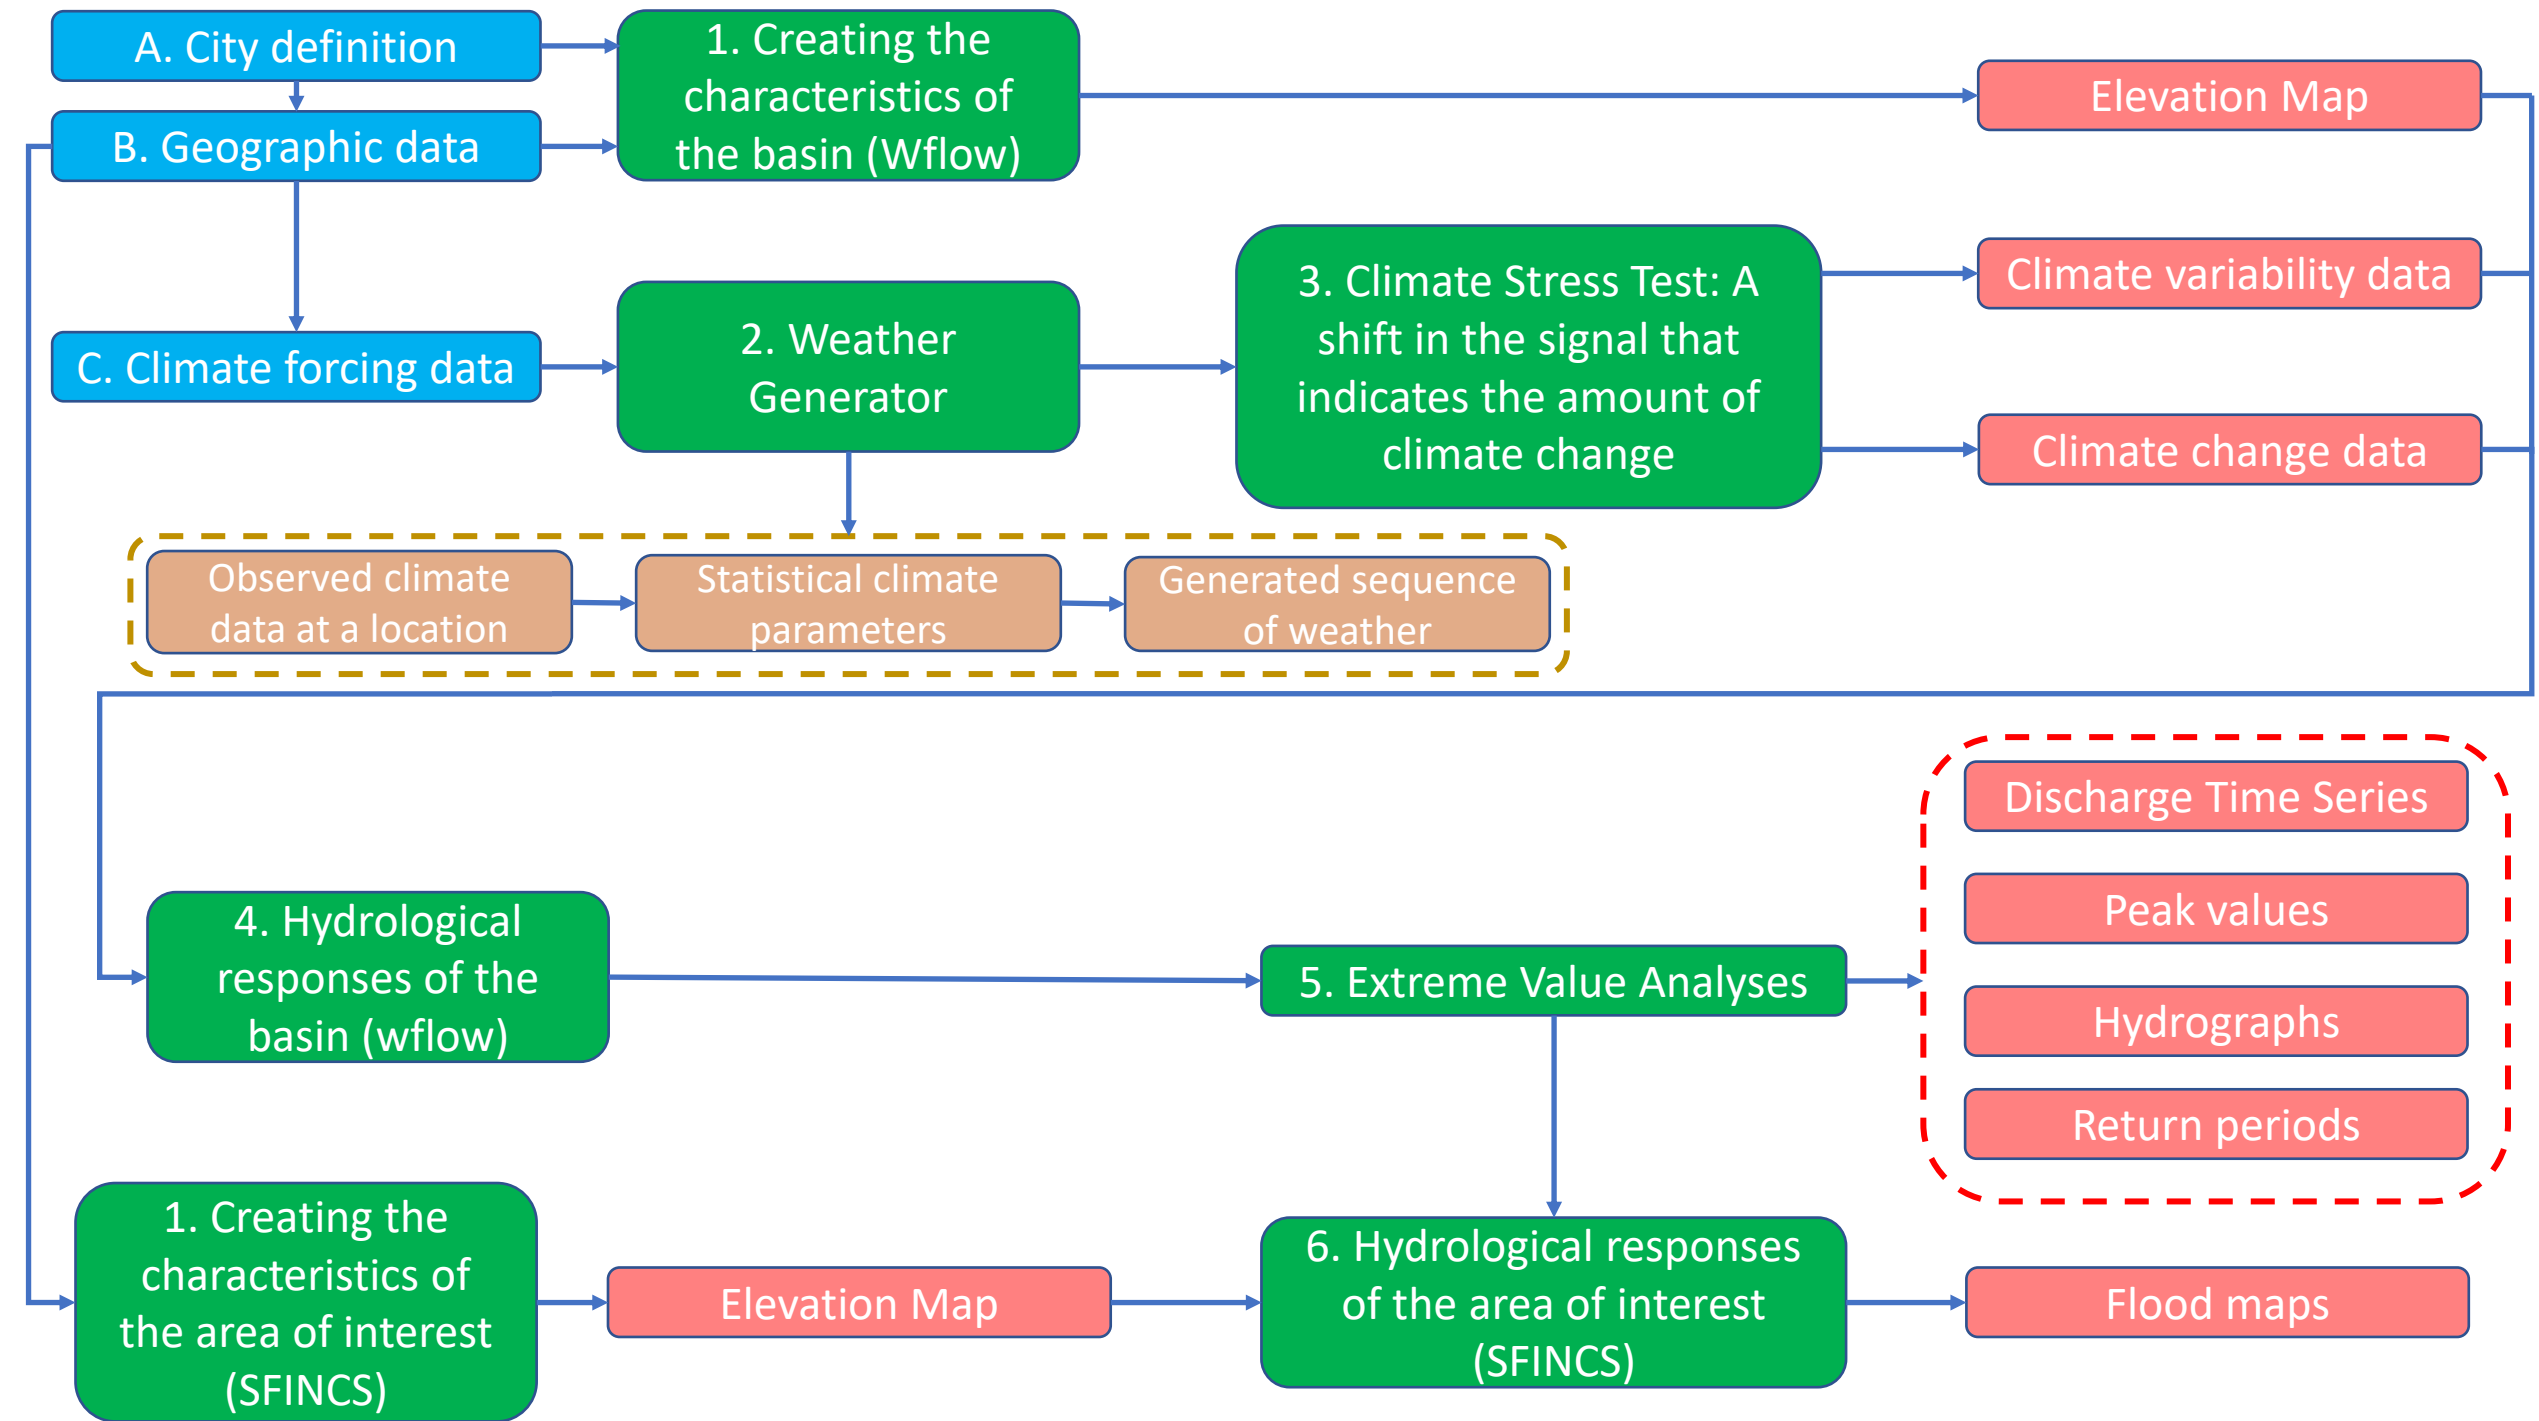 A. City definition
B. Geographic data
C. Climate forcing data
1. Creating the
characteristics of
the basin (Wflow)
Elevation Map
2. Weather
Generator
3. Climate Stress Test: A
shift in the signal that
indicates the amount of
climate change
Climate variability data
Climate change data
Observed climate
data at a location
Statistical climate
parameters
Generated sequence
of weather
4. Hydrological
responses of the
basin (wflow)
5. Extreme Value Analyses
Discharge Time Series
Peak values
Hydrographs
Return periods
1. Creating the
characteristics of
the area of interest
(SFINCS)
Elevation Map
6. Hydrological responses
of the area of interest
(SFINCS)
Flood maps